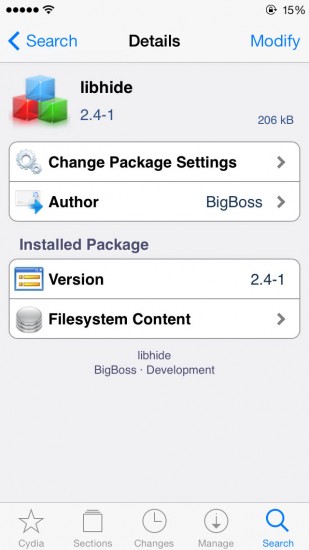 15%
Search Details Modify
libhide
2.4-1
206 kB
Change Package Settings
Author BigBoss
Installed Package
Version 2.4-1
Filesystem Content
libhide
BigBoss · Development
Cydia Sections Changes Manage Search